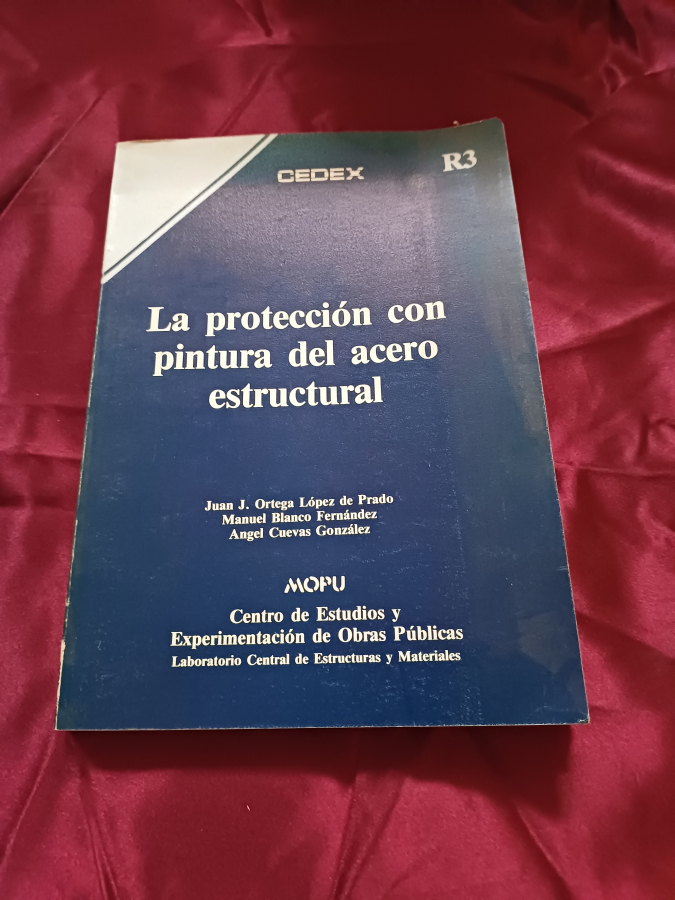 CEDEX
R3
La protección con
pintura del acero
estructural
Juan J. Ortega López de Prado
Manuel Blanco Fernández
Angel Cuevas González
MOPU
Centro de Estudios y
Experimentación de Obras Públicas
Laboratorio Central de Estructuras y Materiales